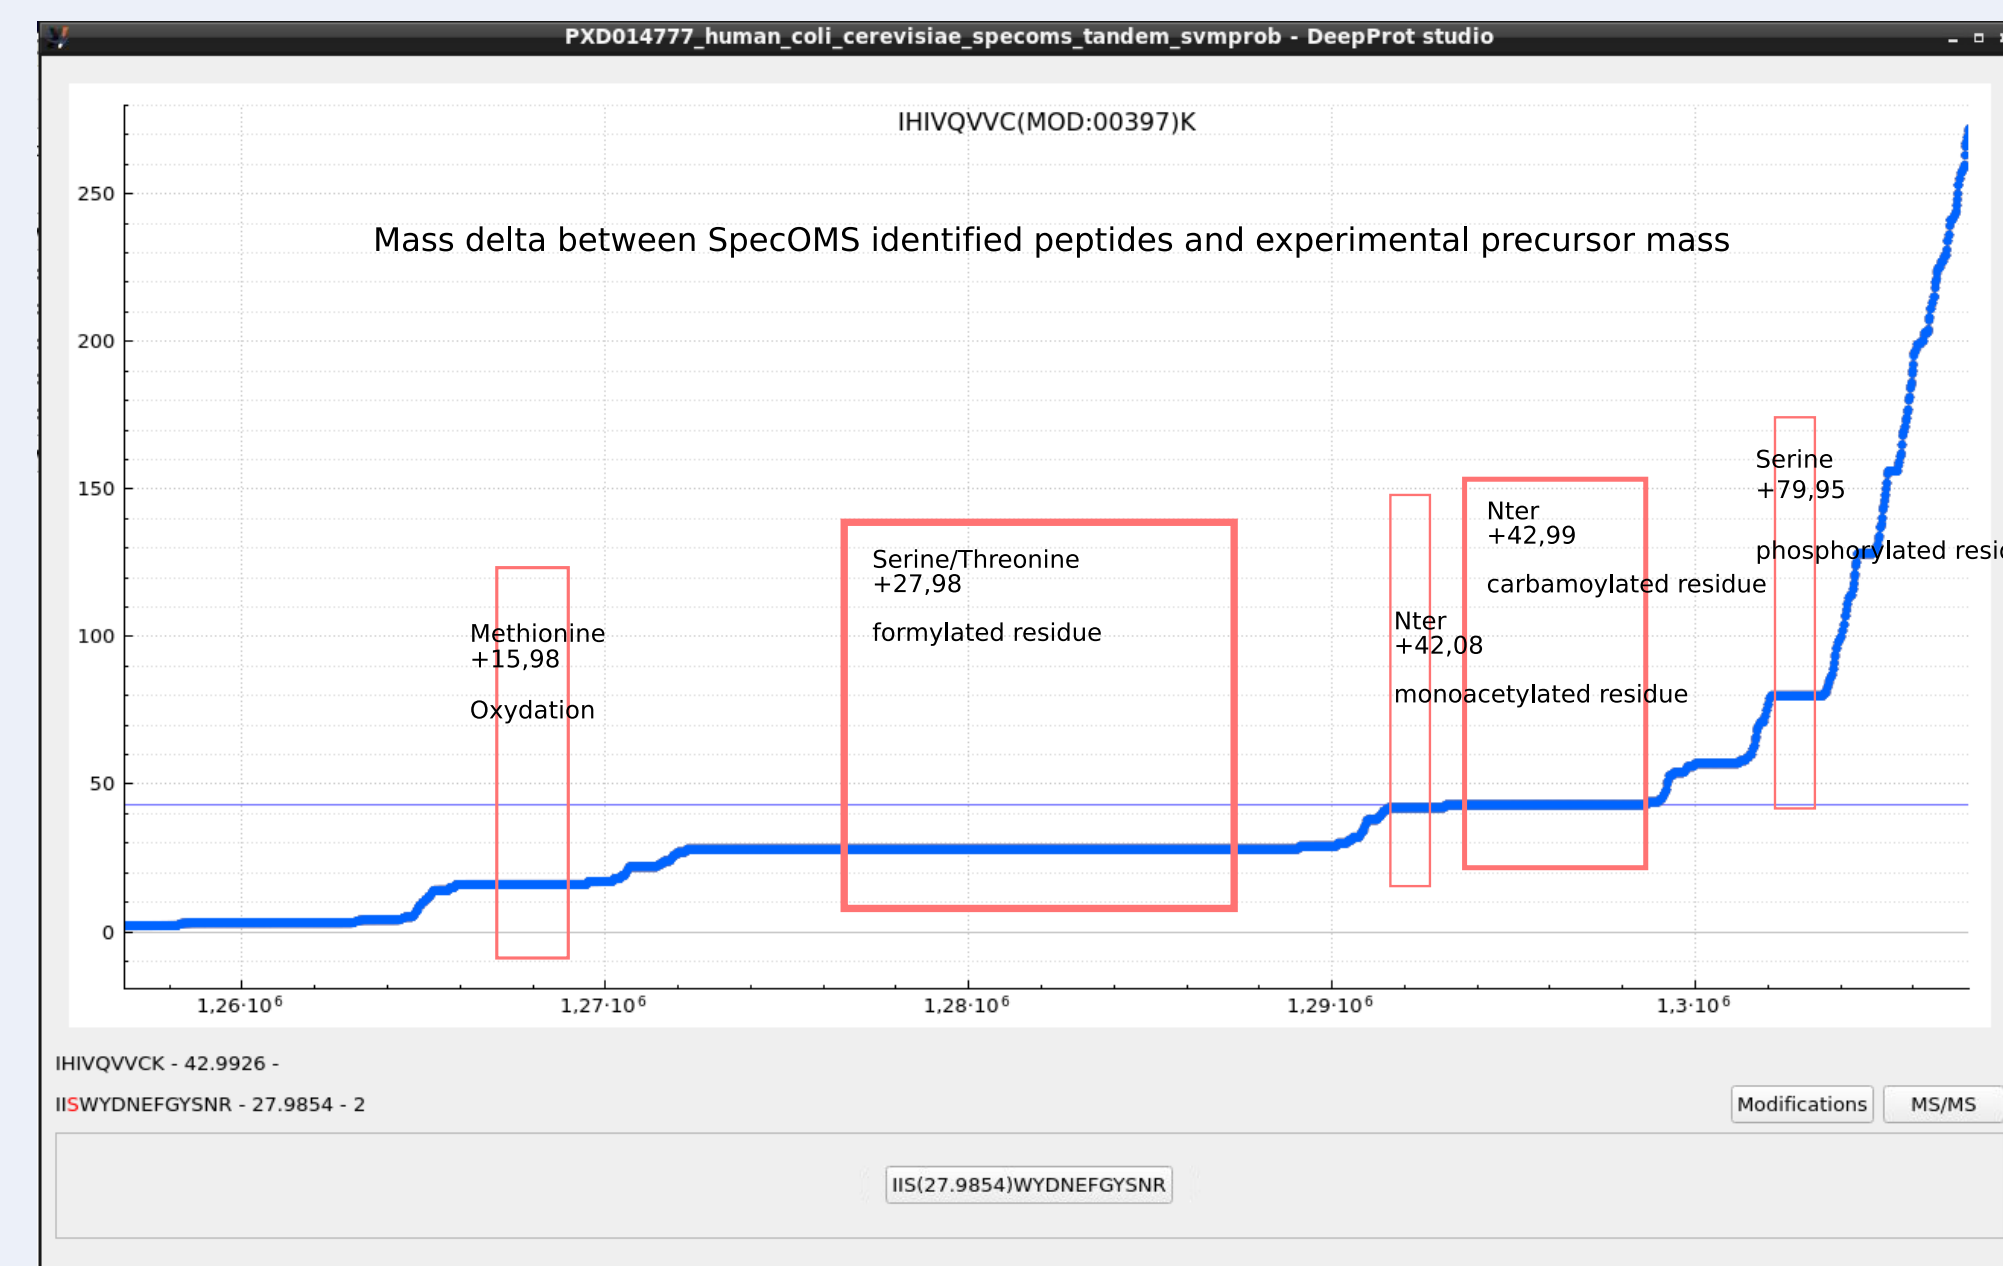 PXD014777_human_coli_cerevisiae_specoms_tandem_svmprob - DeepProt studio
IHIVQVVC(MOD:00397)K
Mass delta between SpecOMS identified peptides and experimental precursor mass
250
200
150
100
50
0
Methionine
+15,98
Oxydation
Serine/Threonine
+27,98
formylated residue
Nter
+42,08
monoacetylated residue
Nter
+42,99
carbamoylated residue
Serine
+79,95
phosphorylated resi
1,26·10⁶
1,27·10⁶
1,28·10⁶
1,29·10⁶
1,3·10⁶
IHIVQVVCK - 42.9926 -
IISWYDNEFGYSNR - 27.9854 - 2
Modifications
MS/MS
IIS(27.9854)WYDNEFGYSNR